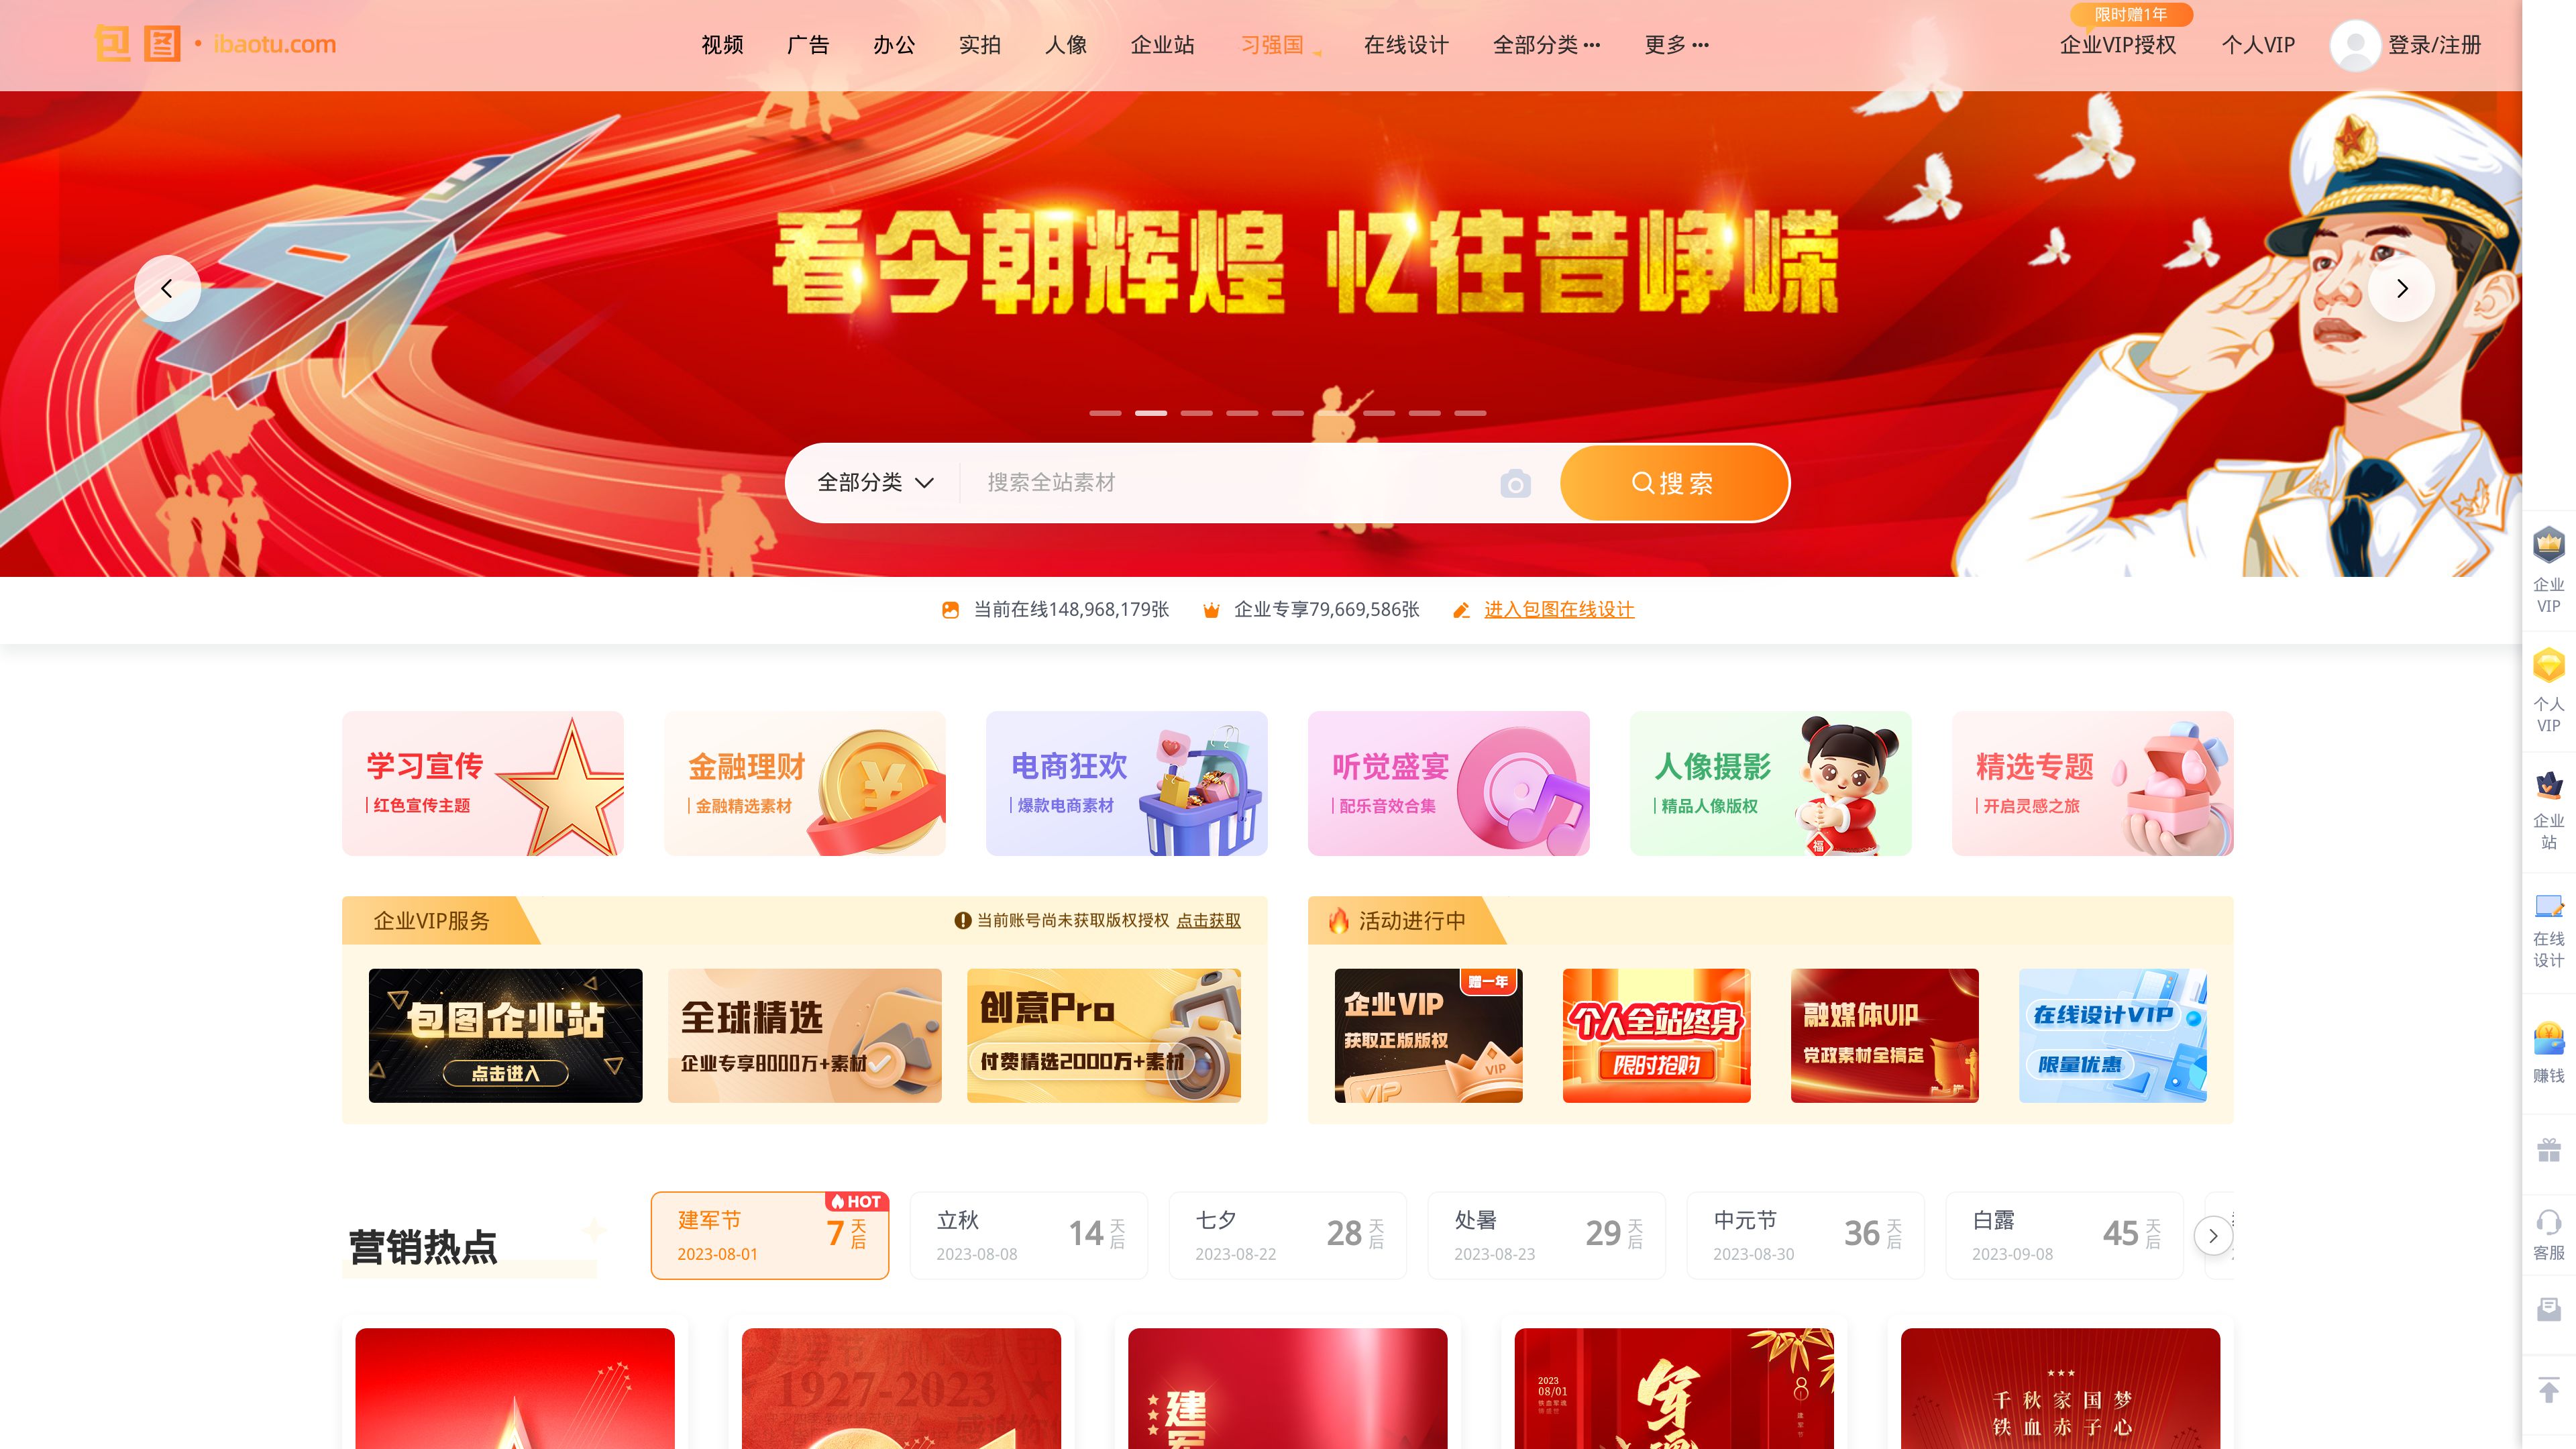 包图 · ibaotu.com
视频 广告 办公 实拍 人像 企业站 习强国 在线设计 全部分类 ••• 更多 •••
限时赠1年
企业VIP授权 个人VIP 登录/注册
看今朝辉煌 忆往昔峥嵘
全部分类 搜索全站素材 搜索
当前在线148,968,179张 企业专享79,669,586张 进入包图在线设计
学习宣传
红色宣传主题
金融理财
金融精选素材
电商狂欢
爆款电商素材
听觉盛宴
配乐音效合集
人像摄影
精品人像版权
福
精选专题
开启灵感之旅
企业VIP服务
当前账号尚未获取版权授权 点击获取
包图企业站
点击进入
全球精选
企业专享8000万+素材
创意Pro
付费精选2000万+素材
活动进行中
赠一年
企业VIP
获取正版版权
VIP
VIP
个人全站终身
限时抢购
融媒体VIP
党政素材全搞定
在线设计VIP
限量优惠
营销热点
HOT
建军节
2023-08-01
7 天后
立秋
2023-08-08
14 天后
七夕
2023-08-22
28 天后
处暑
2023-08-23
29 天后
中元节
2023-08-30
36 天后
白露
2023-09-08
45 天后
1927-2023
建军
2023
08/01
军魂
8
建军节
千秋家国梦
铁血赤子心
企业
VIP
个人
VIP
企业
站
在线
设计
赚钱
客服